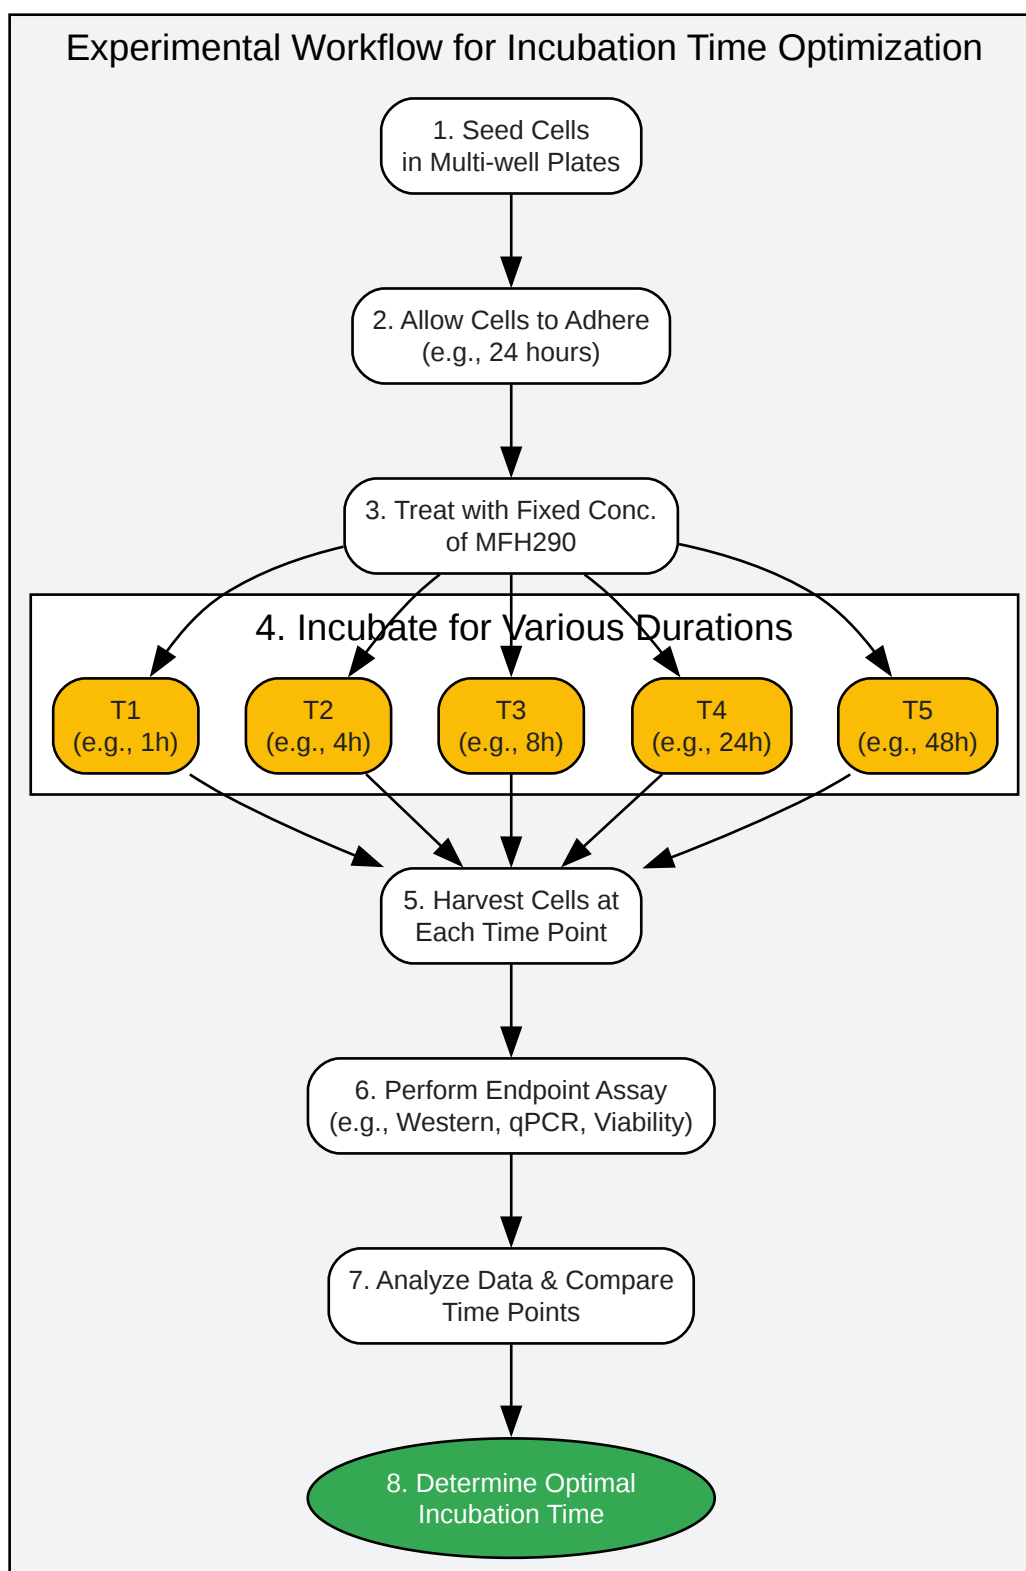 Experimental Workflow for Incubation Time Optimization
1. Seed Cells
in Multi-well Plates
2. Allow Cells to Adhere
(e.g., 24 hours)
3. Treat with Fixed Conc.
of MFH290
4. Incubate for Various Durations
T1
(e.g., 1h)
T2
(e.g., 4h)
T3
(e.g., 8h)
T4
(e.g., 24h)
T5
(e.g., 48h)
5. Harvest Cells at
Each Time Point
6. Perform Endpoint Assay
(e.g., Western, qPCR, Viability)
7. Analyze Data & Compare
Time Points
8. Determine Optimal
Incubation Time